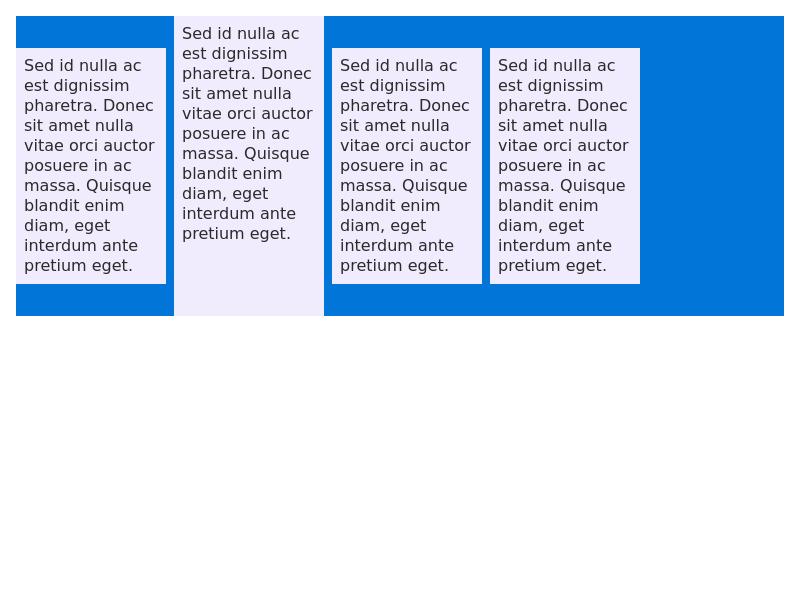 Sed id nulla ac
est dignissim
pharetra. Donec
sit amet nulla
vitae orci auctor
posuere in ac
massa. Quisque
blandit enim
diam, eget
interdum ante
pretium eget.
Sed id nulla ac
est dignissim
pharetra. Donec
sit amet nulla
vitae orci auctor
posuere in ac
massa. Quisque
blandit enim
diam, eget
interdum ante
pretium eget.
Sed id nulla ac
est dignissim
pharetra. Donec
sit amet nulla
vitae orci auctor
posuere in ac
massa. Quisque
blandit enim
diam, eget
interdum ante
pretium eget.
Sed id nulla ac
est dignissim
pharetra. Donec
sit amet nulla
vitae orci auctor
posuere in ac
massa. Quisque
blandit enim
diam, eget
interdum ante
pretium eget.